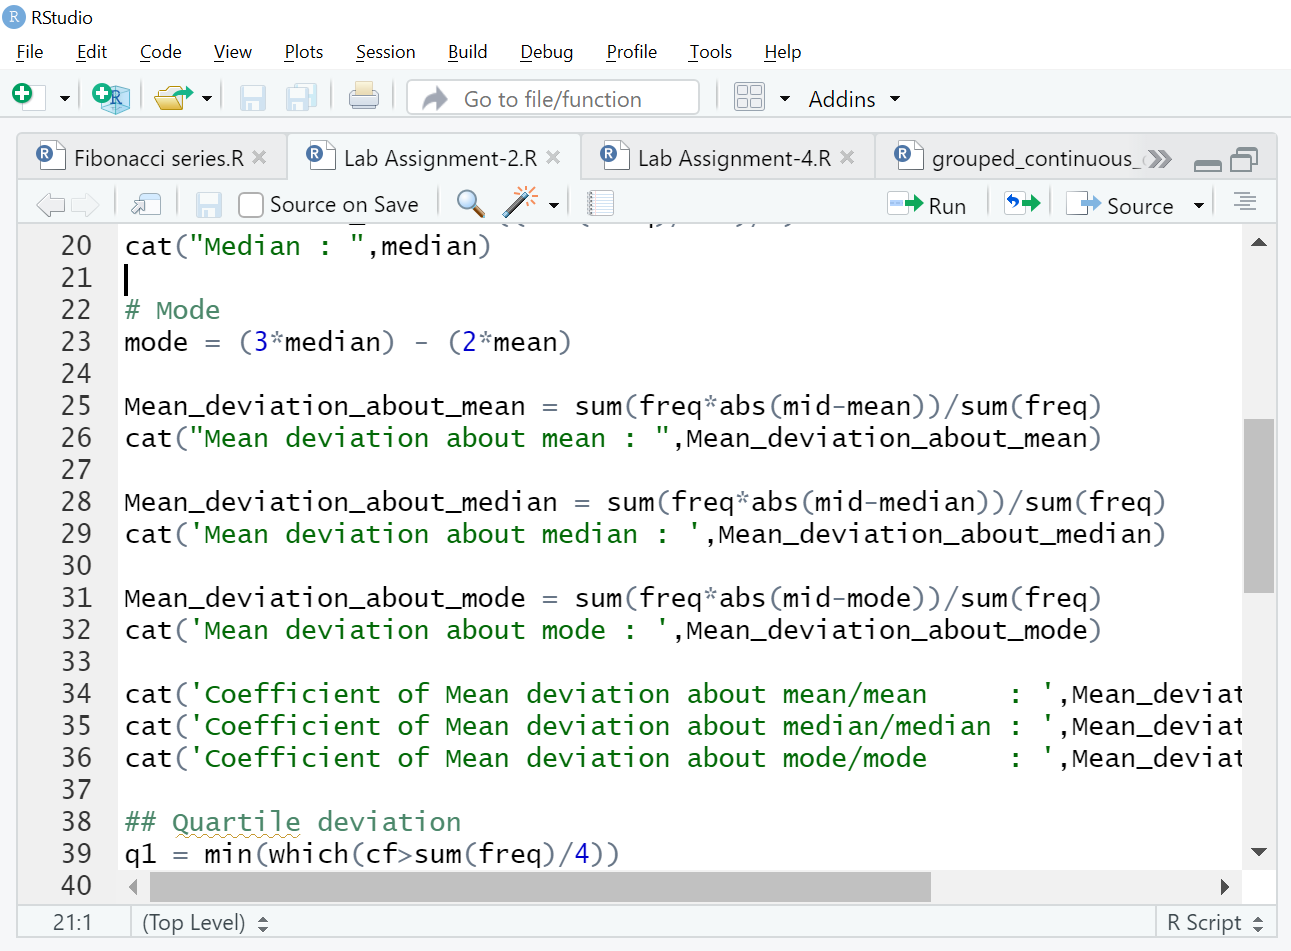 RStudio
File Edit Code View Plots Session Build Debug Profile Tools Help
Go to file/function Addins
Fibonacci series.R Lab Assignment-2.R Lab Assignment-4.R grouped_continuous_
Source on Save Run Source
20 cat("Median : ",median)
21
22 # Mode
23 mode = (3*median) - (2*mean)
24
25 Mean_deviation_about_mean = sum(freq*abs(mid-mean))/sum(freq)
26 cat("Mean deviation about mean : ",Mean_deviation_about_mean)
27
28 Mean_deviation_about_median = sum(freq*abs(mid-median))/sum(freq)
29 cat('Mean deviation about median : ',Mean_deviation_about_median)
30
31 Mean_deviation_about_mode = sum(freq*abs(mid-mode))/sum(freq)
32 cat('Mean deviation about mode : ',Mean_deviation_about_mode)
33
34 cat('Coefficient of Mean deviation about mean/mean     : ',Mean_deviat
35 cat('Coefficient of Mean deviation about median/median : ',Mean_deviat
36 cat('Coefficient of Mean deviation about mode/mode     : ',Mean_deviat
37
38 ## Quartile deviation
39 q1 = min(which(cf>sum(freq)/4))
40
21:1 (Top Level) R Script